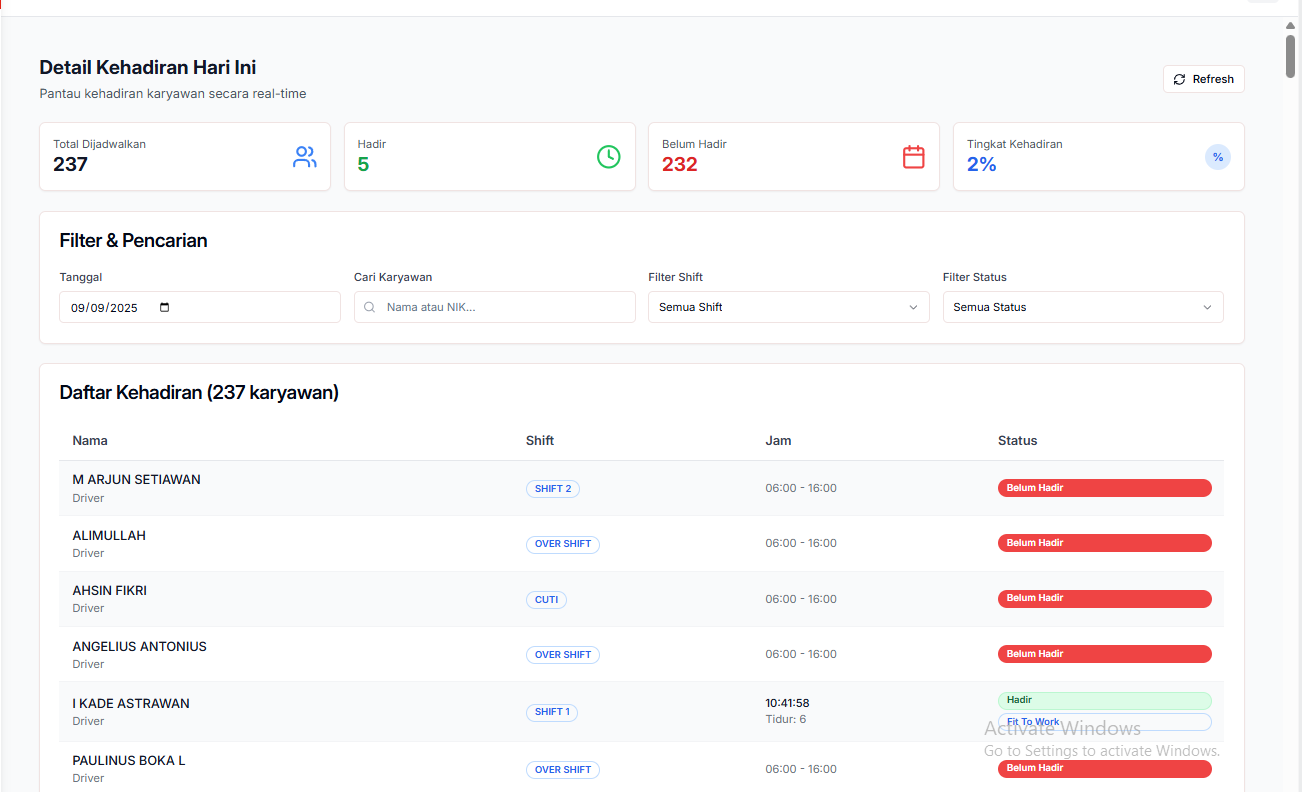 Detail Kehadiran Hari Ini
Pantau kehadiran karyawan secara real-time
Refresh
Total Dijadwalkan
237
Hadir
5
Belum Hadir
232
Tingkat Kehadiran
2%
%
Filter & Pencarian
Tanggal
09/09/2025
Cari Karyawan
Nama atau NIK...
Filter Shift
Semua Shift
Filter Status
Semua Status
Daftar Kehadiran (237 karyawan)
Nama Shift Jam Status
M ARJUN SETIAWAN
Driver
SHIFT 2
06:00 - 16:00
Belum Hadir
ALIMULLAH
Driver
OVER SHIFT
06:00 - 16:00
Belum Hadir
AHSIN FIKRI
Driver
CUTI
06:00 - 16:00
Belum Hadir
ANGELIUS ANTONIUS
Driver
OVER SHIFT
06:00 - 16:00
Belum Hadir
I KADE ASTRAWAN
Driver
SHIFT 1
10:41:58
Tidur: 6
Hadir
Fit To Work
PAULINUS BOKA L
Driver
OVER SHIFT
06:00 - 16:00
Belum Hadir
Activate Windows
Go to Settings to activate Windows.